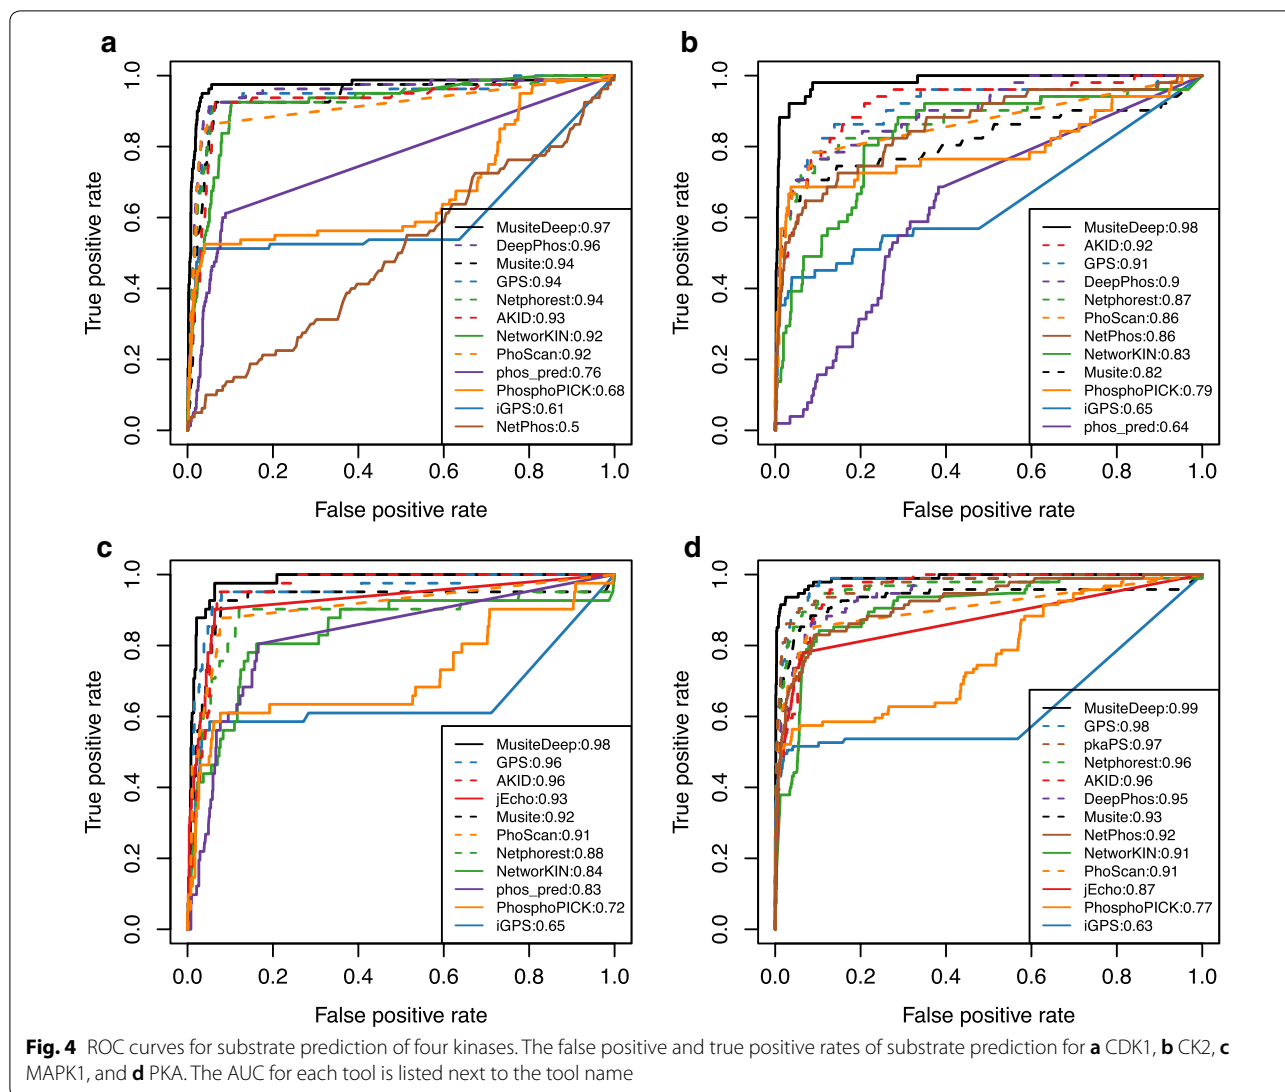 a
True positive rate
1.0
0.8
0.6
0.4
0.2
0.0
MusiteDeep:0.97
DeepPhos:0.96
Musite:0.94
GPS:0.94
Netphorest:0.94
AKID:0.93
NetworKIN:0.92
PhoScan:0.92
phos_pred:0.76
PhosphoPICK:0.68
iGPS:0.61
NetPhos:0.5
0.0 0.2 0.4 0.6 0.8 1.0
False positive rate
b
True positive rate
1.0
0.8
0.6
0.4
0.2
0.0
MusiteDeep:0.98
AKID:0.92
GPS:0.91
DeepPhos:0.9
Netphorest:0.87
PhoScan:0.86
NetPhos:0.86
NetworKIN:0.83
Musite:0.82
PhosphoPICK:0.79
iGPS:0.65
phos_pred:0.64
0.0 0.2 0.4 0.6 0.8 1.0
False positive rate
c
True positive rate
1.0
0.8
0.6
0.4
0.2
0.0
MusiteDeep:0.98
GPS:0.96
AKID:0.96
jEcho:0.93
Musite:0.92
PhoScan:0.91
Netphorest:0.88
NetworKIN:0.84
phos_pred:0.83
PhosphoPICK:0.72
iGPS:0.65
0.0 0.2 0.4 0.6 0.8 1.0
False positive rate
d
True positive rate
1.0
0.8
0.6
0.4
0.2
0.0
MusiteDeep:0.99
GPS:0.98
pkaPS:0.97
Netphorest:0.96
AKID:0.96
DeepPhos:0.95
Musite:0.93
NetPhos:0.92
NetworKIN:0.91
PhoScan:0.91
jEcho:0.87
PhosphoPICK:0.77
iGPS:0.63
0.0 0.2 0.4 0.6 0.8 1.0
False positive rate
Fig. 4 ROC curves for substrate prediction of four kinases. The false positive and true positive rates of substrate prediction for a CDK1, b CK2, c
MAPK1, and d PKA. The AUC for each tool is listed next to the tool name